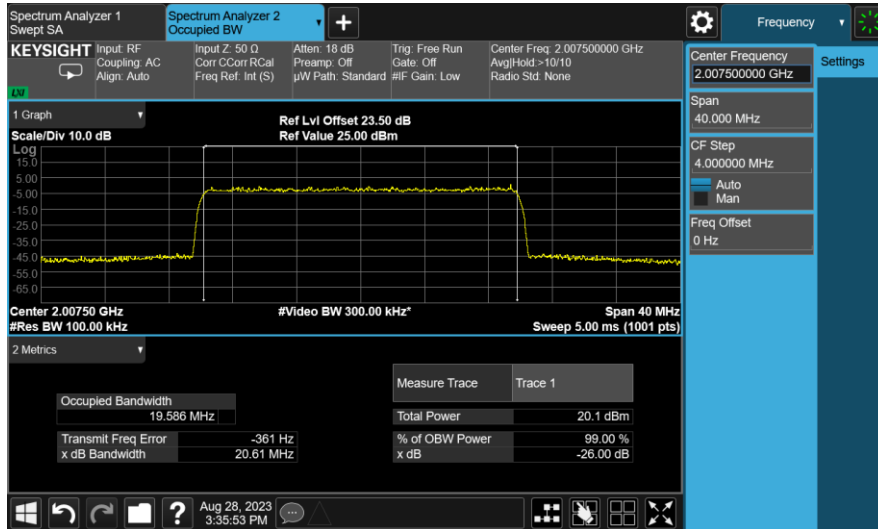 Spectrum Analyzer 1
Swept SA
Spectrum Analyzer 2
Occupied BW
+
Frequency
KEYSIGHT
Input: RF
Coupling: AC
Align: Auto
Input Z: 50 Ω
Corr CCorr RCal
Freq Ref: Int (S)
Atten: 18 dB
Preamp: Off
µW Path: Standard
Trig: Free Run
Gate: Off
#IF Gain: Low
Center Freq: 2.007500000 GHz
Avg|Hold:>10/10
Radio Std: None
LXI
Center Frequency
2.007500000 GHz
Settings
Span
40.000 MHz
CF Step
4.000000 MHz
Auto
Man
Freq Offset
0 Hz
1 Graph
Scale/Div 10.0 dB
Ref Lvl Offset 23.50 dB
Ref Value 25.00 dBm
Log
15.0
5.00
-5.00
-15.0
-25.0
-35.0
-45.0
-55.0
-65.0
Center 2.00750 GHz
#Video BW 300.00 kHz*
Span 40 MHz
#Res BW 100.00 kHz
Sweep 5.00 ms (1001 pts)
2 Metrics
Occupied Bandwidth
19.586 MHz
Transmit Freq Error -361 Hz
x dB Bandwidth 20.61 MHz
Measure Trace Trace 1
Total Power 20.1 dBm
% of OBW Power 99.00 %
x dB -26.00 dB
?
Aug 28, 2023
3:35:53 PM